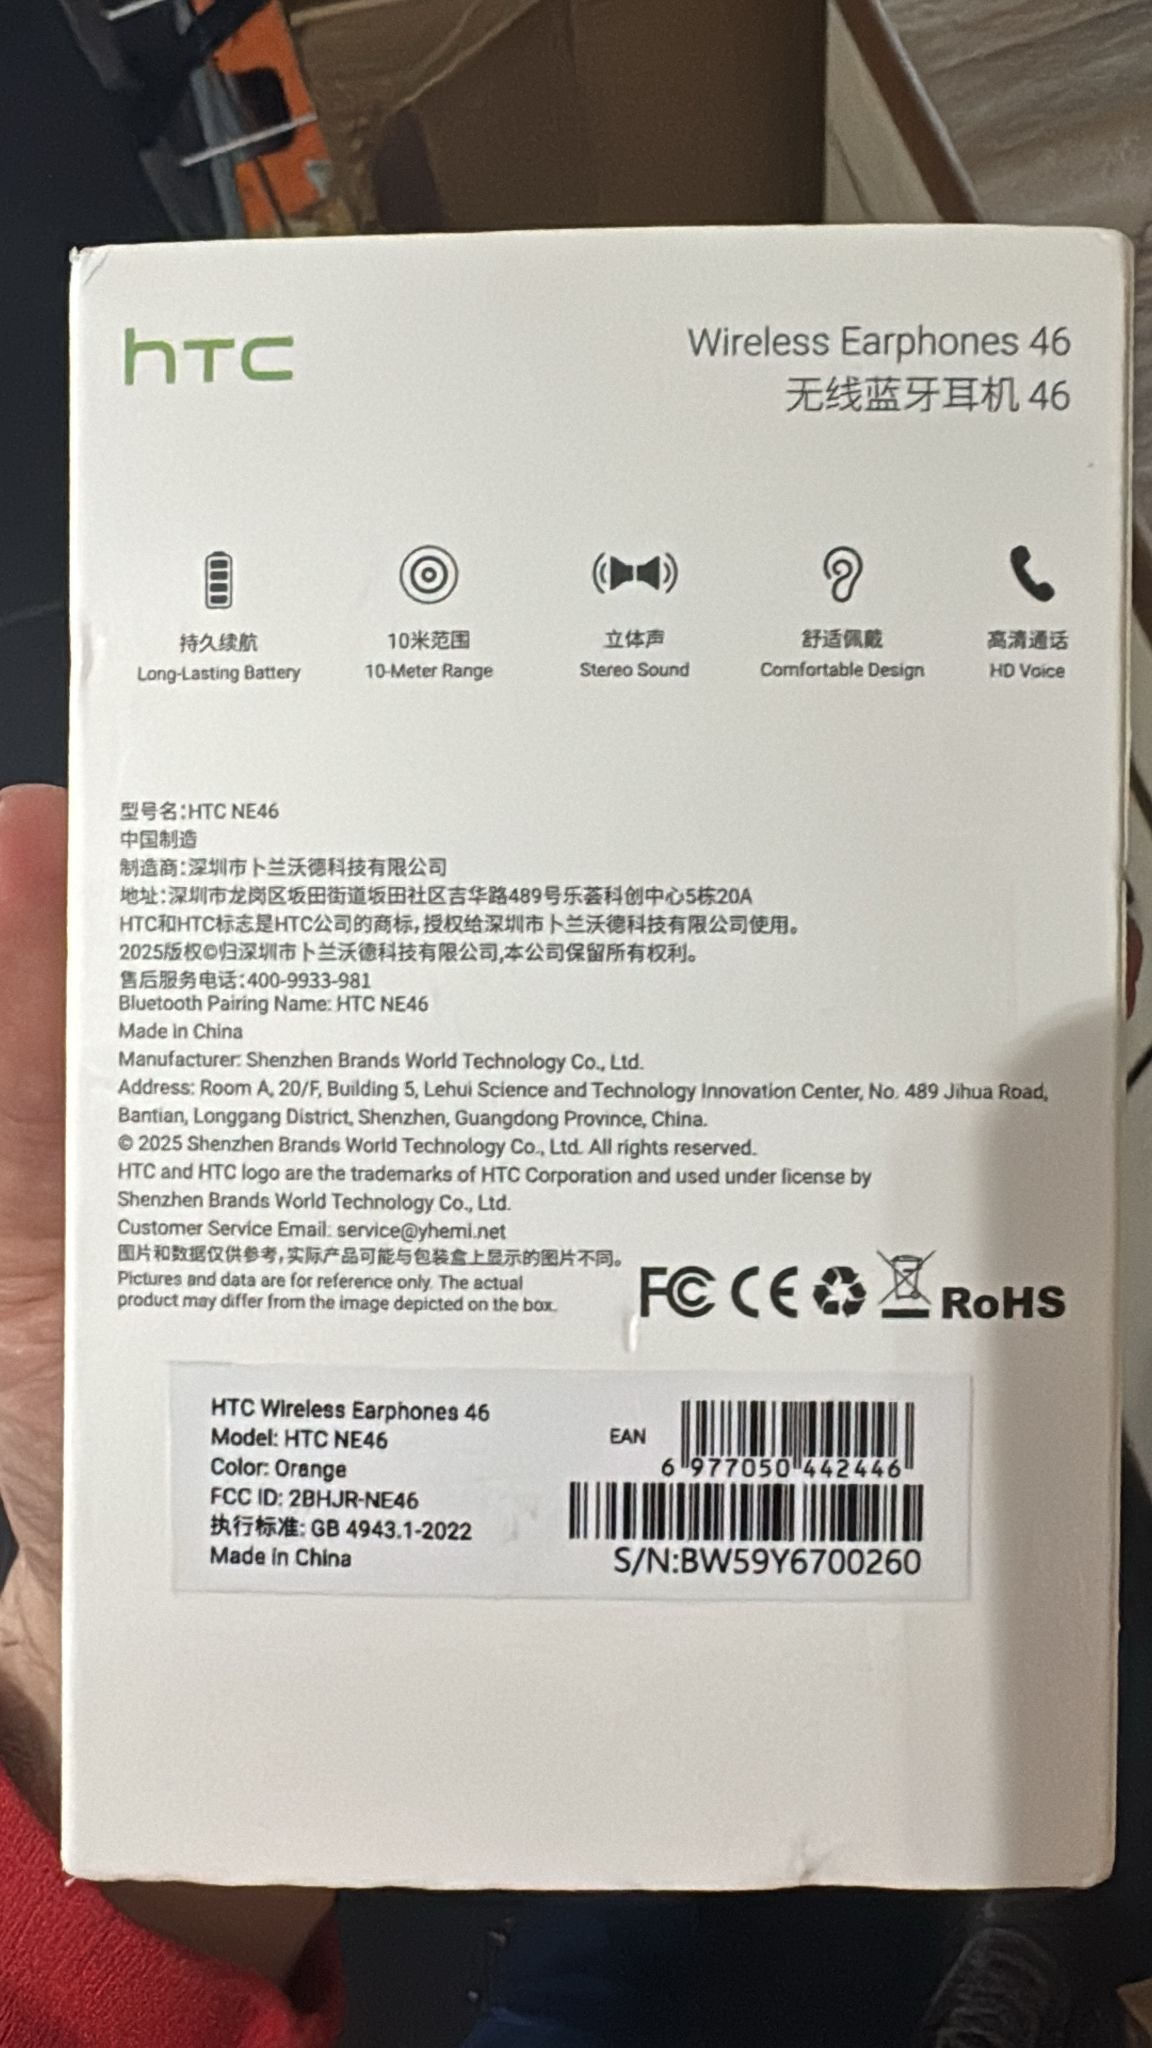 hTC
Wireless Earphones 46
无线蓝牙耳机 46
持久续航
Long-Lasting Battery
10米范围
10-Meter Range
立体声
Stereo Sound
舒适佩戴
Comfortable Design
高清通话
HD Voice
型号名:HTC NE46
中国制造
制造商:深圳市卜兰沃德科技有限公司
地址:深圳市龙岗区坂田街道坂田社区吉华路489号乐荟科创中心5栋20A
HTC和HTC标志是HTC公司的商标,授权给深圳市卜兰沃德科技有限公司使用。
2025版权©归深圳市卜兰沃德科技有限公司,本公司保留所有权利。
售后服务电话:400-9933-981
Bluetooth Pairing Name: HTC NE46
Made in China
Manufacturer: Shenzhen Brands World Technology Co., Ltd.
Address: Room A, 20/F, Building 5, Lehui Science and Technology Innovation Center, No. 489 Jihua Road,
Bantian, Longgang District, Shenzhen, Guangdong Province, China.
© 2025 Shenzhen Brands World Technology Co., Ltd. All rights reserved.
HTC and HTC logo are the trademarks of HTC Corporation and used under license by
Shenzhen Brands World Technology Co., Ltd.
Customer Service Email: service@yhemi.net
图片和数据仅供参考,实际产品可能与包装盒上显示的图片不同。
Pictures and data are for reference only. The actual
product may differ from the image depicted on the box.
FC CE RoHS
HTC Wireless Earphones 46
Model: HTC NE46
Color: Orange
FCC ID: 2BHJR-NE46
执行标准: GB 4943.1-2022
Made in China
EAN
6 977050 442446
S/N:BW59Y6700260